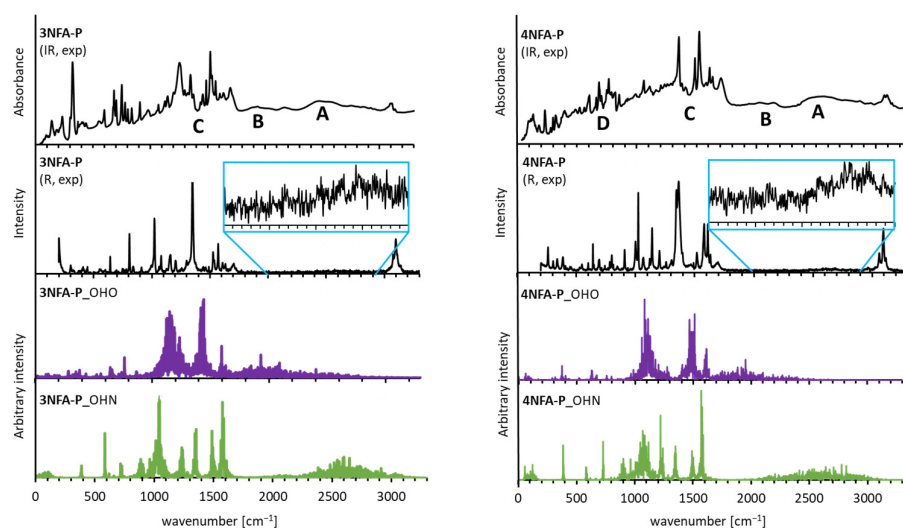 3NFA-P
(IR, exp)
Absorbance
C
B
A
3NFA-P
(R, exp)
Intensity
3NFA-P_OHO
3NFA-P_OHN
Arbitrary intensity
0 500 1000 1500 2000 2500 3000
wavenumber [cm⁻¹]
4NFA-P
(IR, exp)
Absorbance
D
C
B
A
4NFA-P
(R, exp)
Intensity
4NFA-P_OHO
4NFA-P_OHN
Arbitrary intensity
0 500 1000 1500 2000 2500 3000
wavenumber [cm⁻¹]